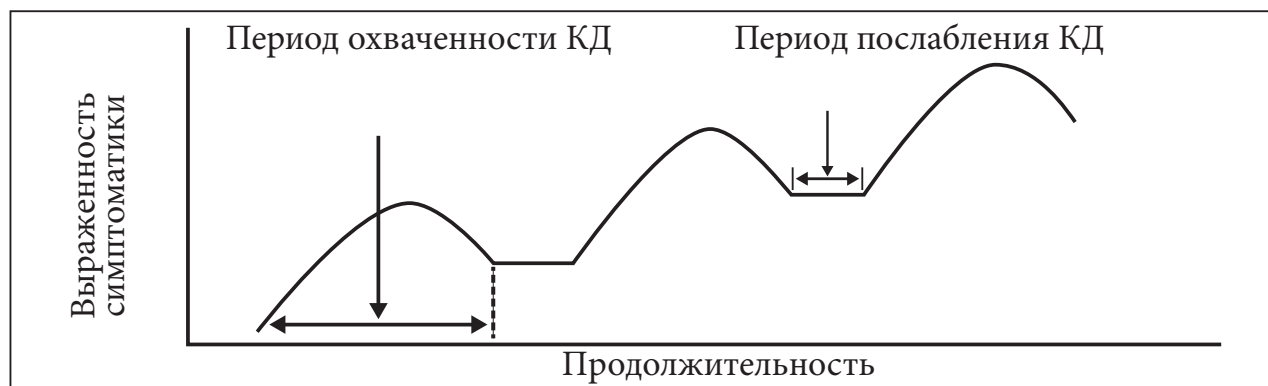 Период охваченности КД
Период послабления КД
Выраженность
симптоматики
Продолжительность